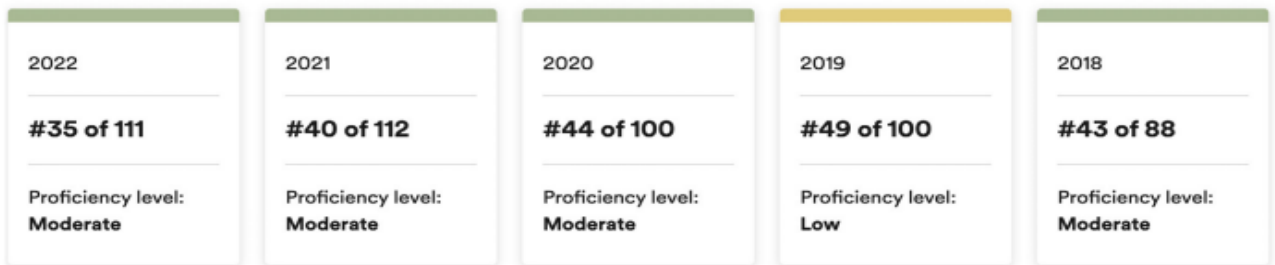 2022
#35 of 111
Proficiency level:
Moderate
2021
#40 of 112
Proficiency level:
Moderate
2020
#44 of 100
Proficiency level:
Moderate
2019
#49 of 100
Proficiency level:
Low
2018
#43 of 88
Proficiency level:
Moderate